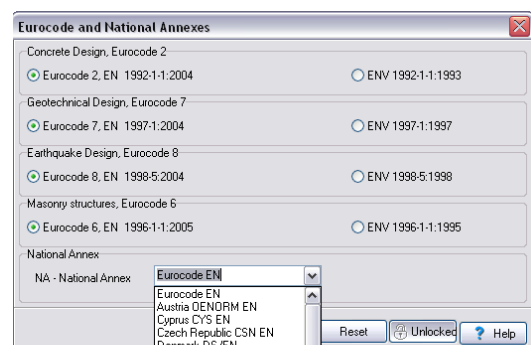 Eurocode and National Annexes
Concrete Design, Eurocode 2
Eurocode 2, EN 1992-1-1:2004 ENV 1992-1-1:1993
Geotechnical Design, Eurocode 7
Eurocode 7, EN 1997-1:2004 ENV 1997-1:1997
Earthquake Design, Eurocode 8
Eurocode 8, EN 1998-5:2004 ENV 1998-5:1998
Masonry structures, Eurocode 6
Eurocode 6, EN 1996-1-1:2005 ENV 1996-1-1:1995
National Annex
NA - National Annex Eurocode EN
Eurocode EN
Austria OENORM EN
Cyprus CYS EN
Czech Republic CSN EN
Denmark DS/EN
Reset Unlocked ? Help